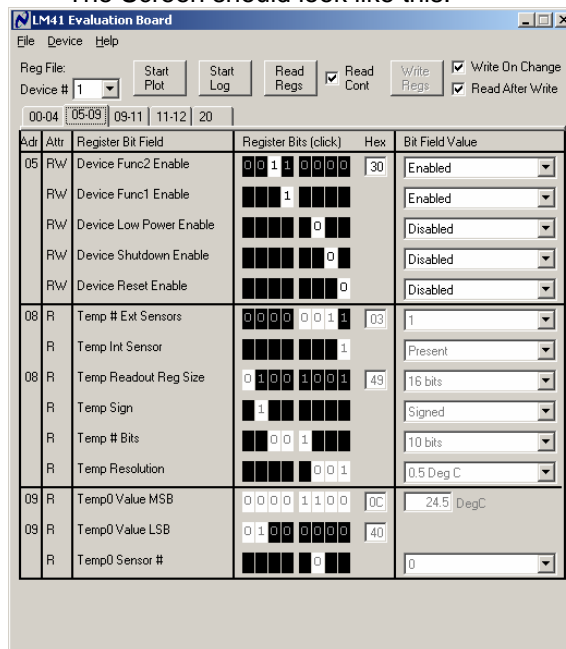 The Screen should look like this:
LM41 Evaluation Board
File Device Help
Reg File:
Device # 1 Start Plot Start Log Read Regs Read Cont Write Regs Write On Change Read After Write
00-04 05-09 09-11 11-12 20
Adr Attr Register Bit Field Register Bits (click) Hex Bit Field Value
05 RW Device Func2 Enable 0 0 1 1 0 0 0 0 30 Enabled
RW Device Func1 Enable 1 Enabled
RW Device Low Power Enable 0 Disabled
RW Device Shutdown Enable 0 Disabled
RW Device Reset Enable 0 Disabled
08 R Temp # Ext Sensors 0 0 0 0 0 0 1 1 03 1
R Temp Int Sensor 1 Present
08 R Temp Readout Reg Size 0 1 0 0 1 0 0 1 49 16 bits
R Temp Sign 1 Signed
R Temp # Bits 0 0 1 10 bits
R Temp Resolution 0 0 1 0.5 Deg C
09 R Temp0 Value MSB 0 0 0 0 1 1 0 0 0C 24.5 DegC
09 R Temp0 Value LSB 0 1 0 0 0 0 0 0 40
R Temp0 Sensor # 0 0